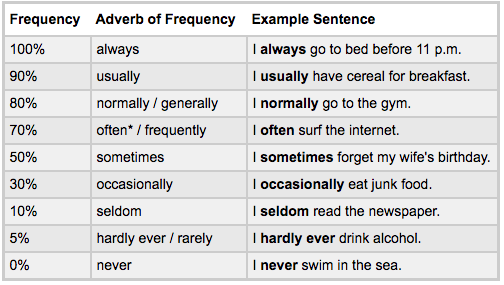 Frequency Adverb of Frequency Example Sentence
100% always I always go to bed before 11 p.m.
90% usually I usually have cereal for breakfast.
80% normally / generally I normally go to the gym.
70% often* / frequently I often surf the internet.
50% sometimes I sometimes forget my wife's birthday.
30% occasionally I occasionally eat junk food.
10% seldom I seldom read the newspaper.
5% hardly ever / rarely I hardly ever drink alcohol.
0% never I never swim in the sea.